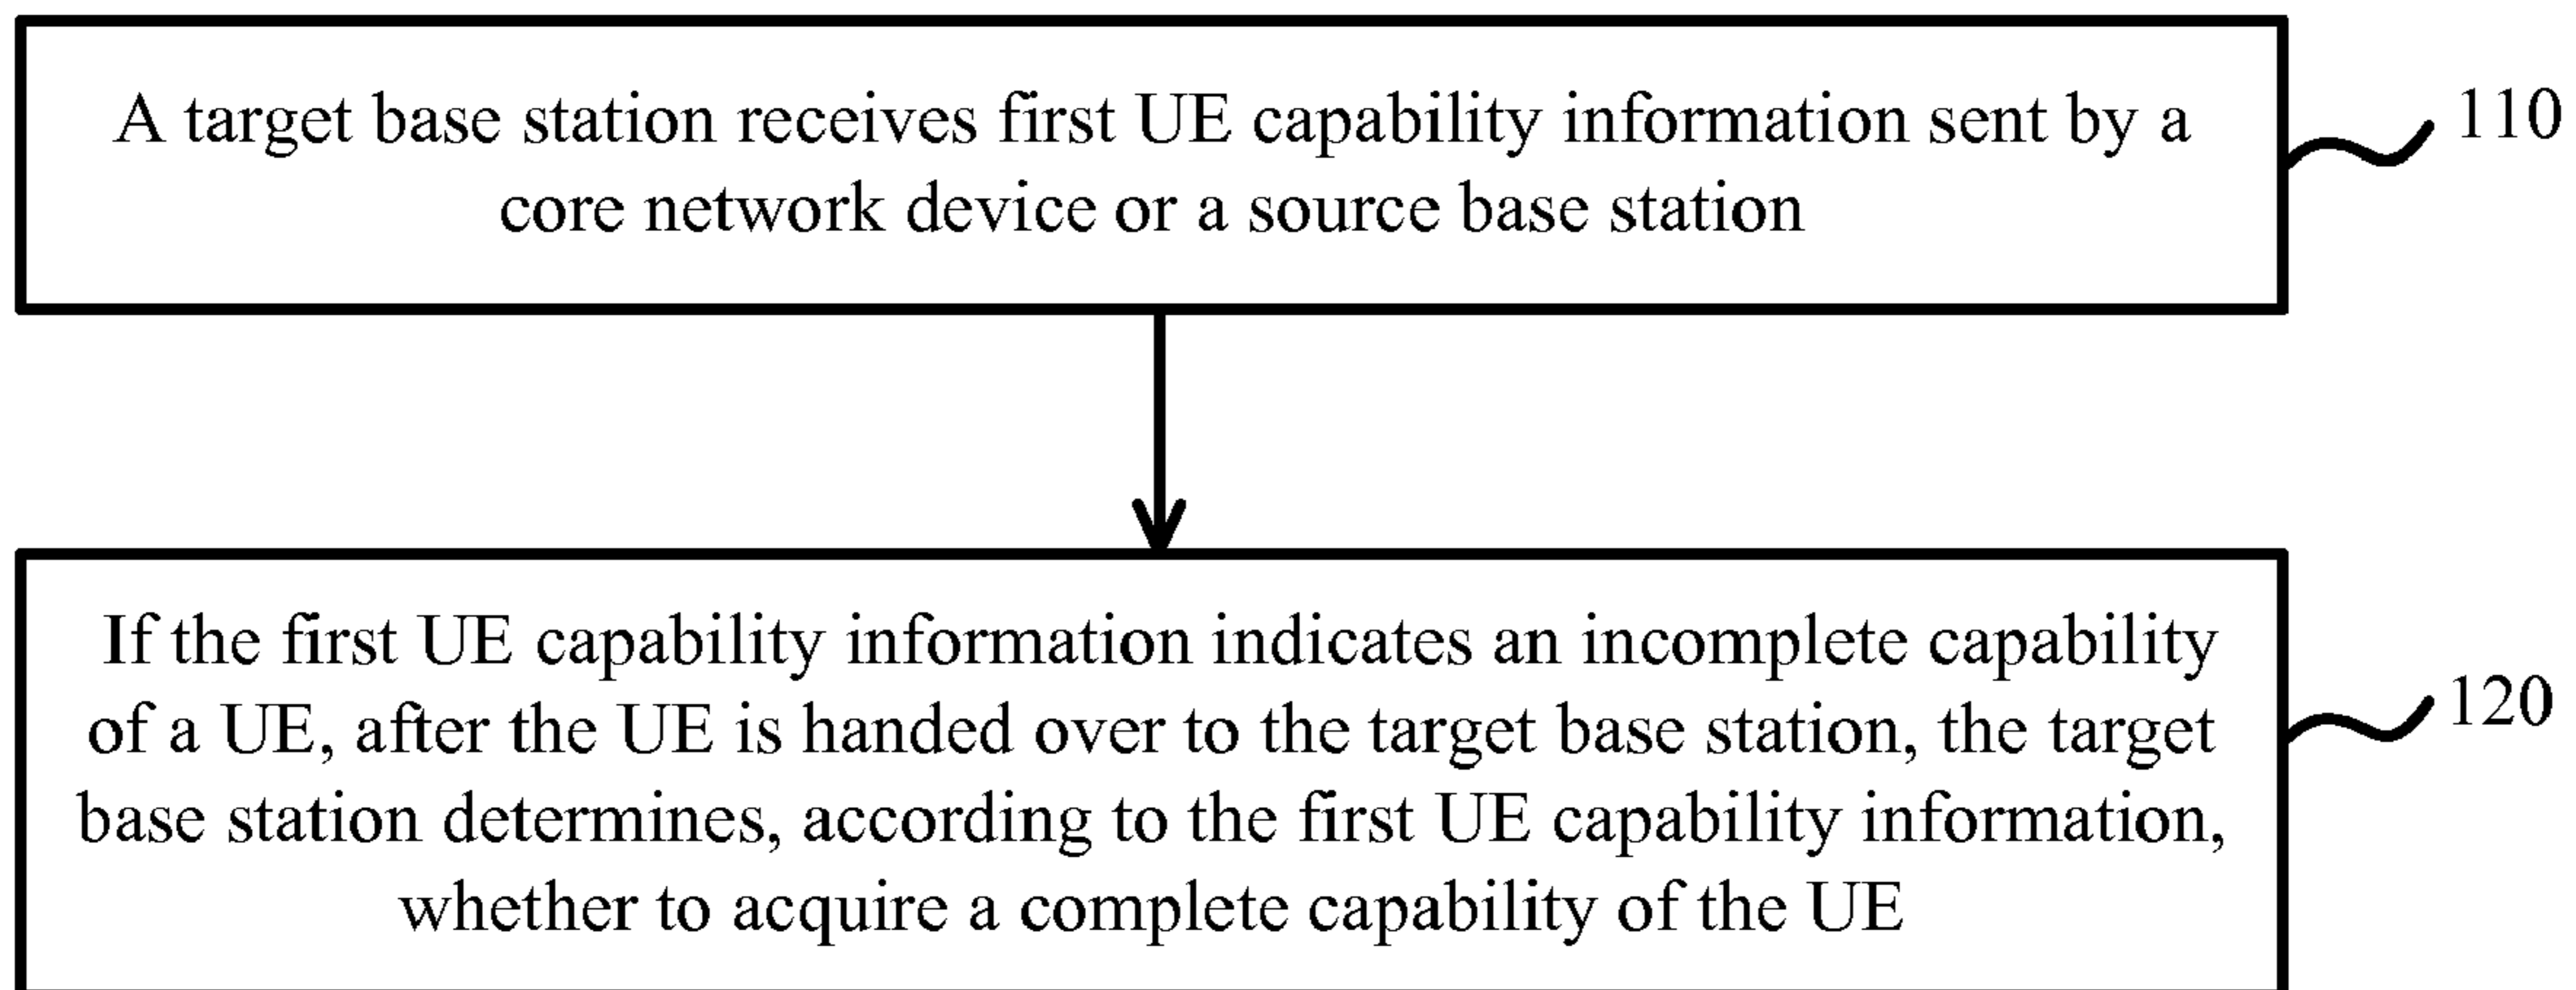 A target base station receives first UE capability information sent by a
core network device or a source base station
110
If the first UE capability information indicates an incomplete capability
of a UE, after the UE is handed over to the target base station, the target
base station determines, according to the first UE capability information,
whether to acquire a complete capability of the UE
120